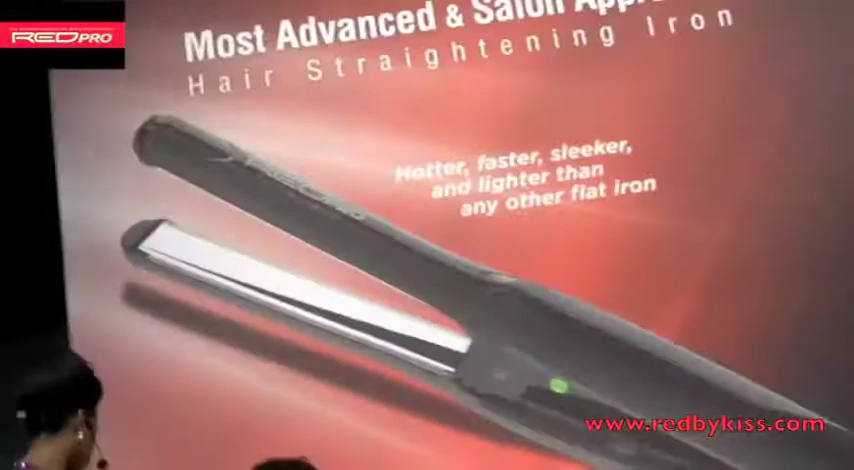 REDPRO
Most Advanced & Salon
Hair Straightening Iron
Hotter, faster, sleeker,
and lighter than
any other flat iron
www.redbykiss.com